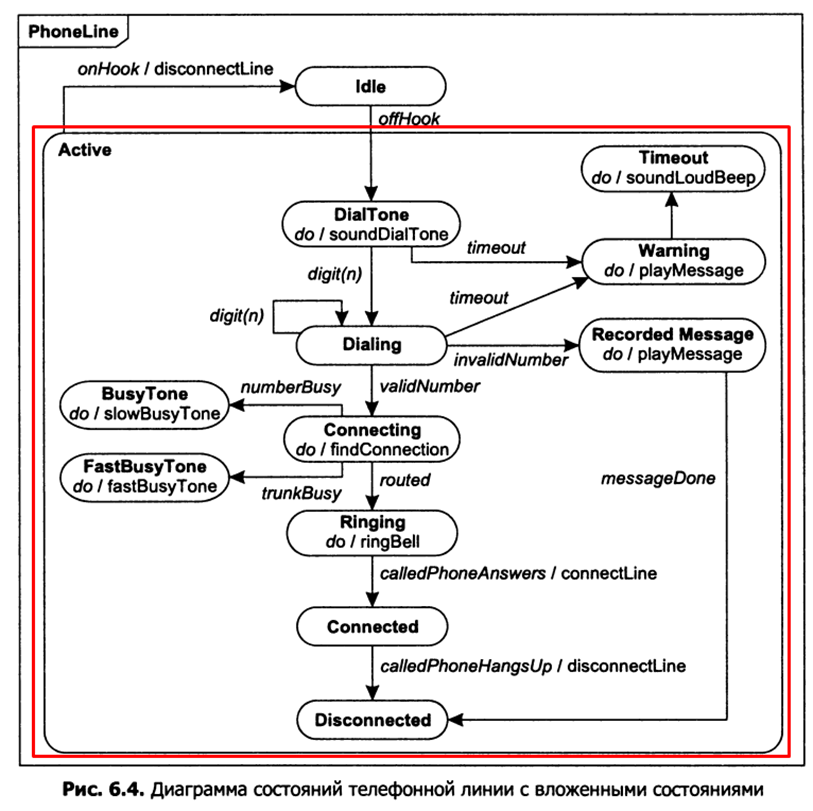 PhoneLine
onHook / disconnectLine
Idle
offHook
Active
Timeout
do / soundLoudBeep
DialTone
do / soundDialTone
timeout
Warning
do / playMessage
digit(n)
timeout
digit(n)
Dialing
Recorded Message
do / playMessage
invalidNumber
validNumber
numberBusy
BusyTone
do / slowBusyTone
Connecting
do / findConnection
FastBusyTone
do / fastBusyTone
trunkBusy
routed
messageDone
Ringing
do / ringBell
calledPhoneAnswers / connectLine
Connected
calledPhoneHangsUp / disconnectLine
Disconnected
Рис. 6.4. Диаграмма состояний телефонной линии с вложенными состояниями